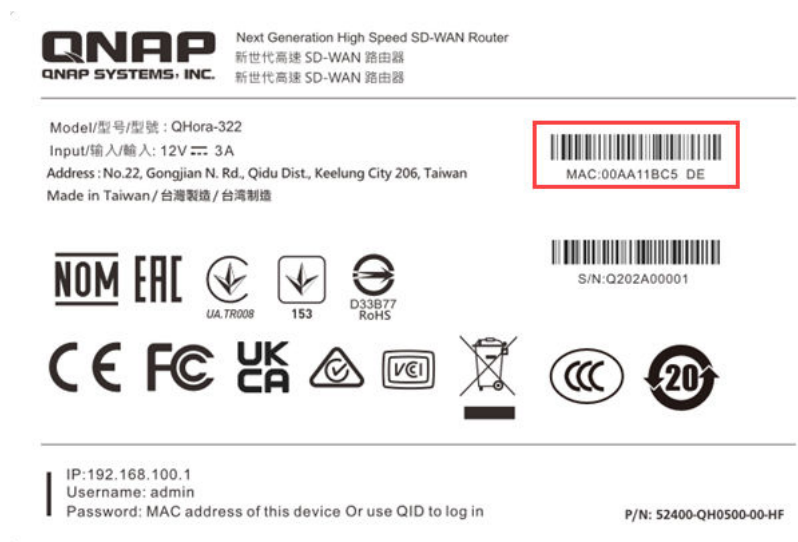 QNAP
QNAP SYSTEMS, INC.
Next Generation High Speed SD-WAN Router
新世代高速 SD-WAN 路由器
新世代高速 SD-WAN 路由器
Model/型号/型號 : QHora-322
Input/输入/輸入: 12V ⎓ 3 A
Address : No.22, Gongjian N. Rd., Qidu Dist., Keelung City 206, Taiwan
Made in Taiwan / 台灣製造 / 台湾制造
MAC:00AA11BC5 DE
S/N:Q202A00001
NOM EAC
UA.TR008
153
D33B77
RoHS
CE FC UK CA VCI CCC 20
IP:192.168.100.1
Username: admin
Password: MAC address of this device Or use QID to log in
P/N: 52400-QH0500-00-HF